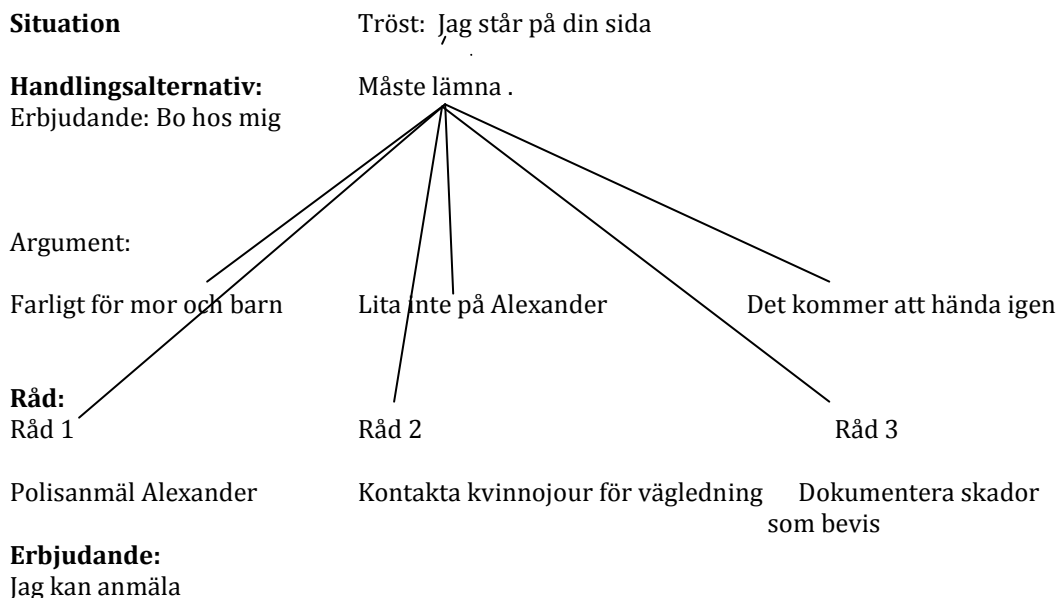 Situation Tröst: Jag står på din sida
Handlingsalternativ: Måste lämna .
Erbjudande: Bo hos mig
Argument:
Farligt för mor och barn Lita inte på Alexander Det kommer att hända igen
Råd:
Råd 1 Råd 2 Råd 3
Polisanmäl Alexander Kontakta kvinnojour för vägledning Dokumentera skador
som bevis
Erbjudande:
Jag kan anmäla